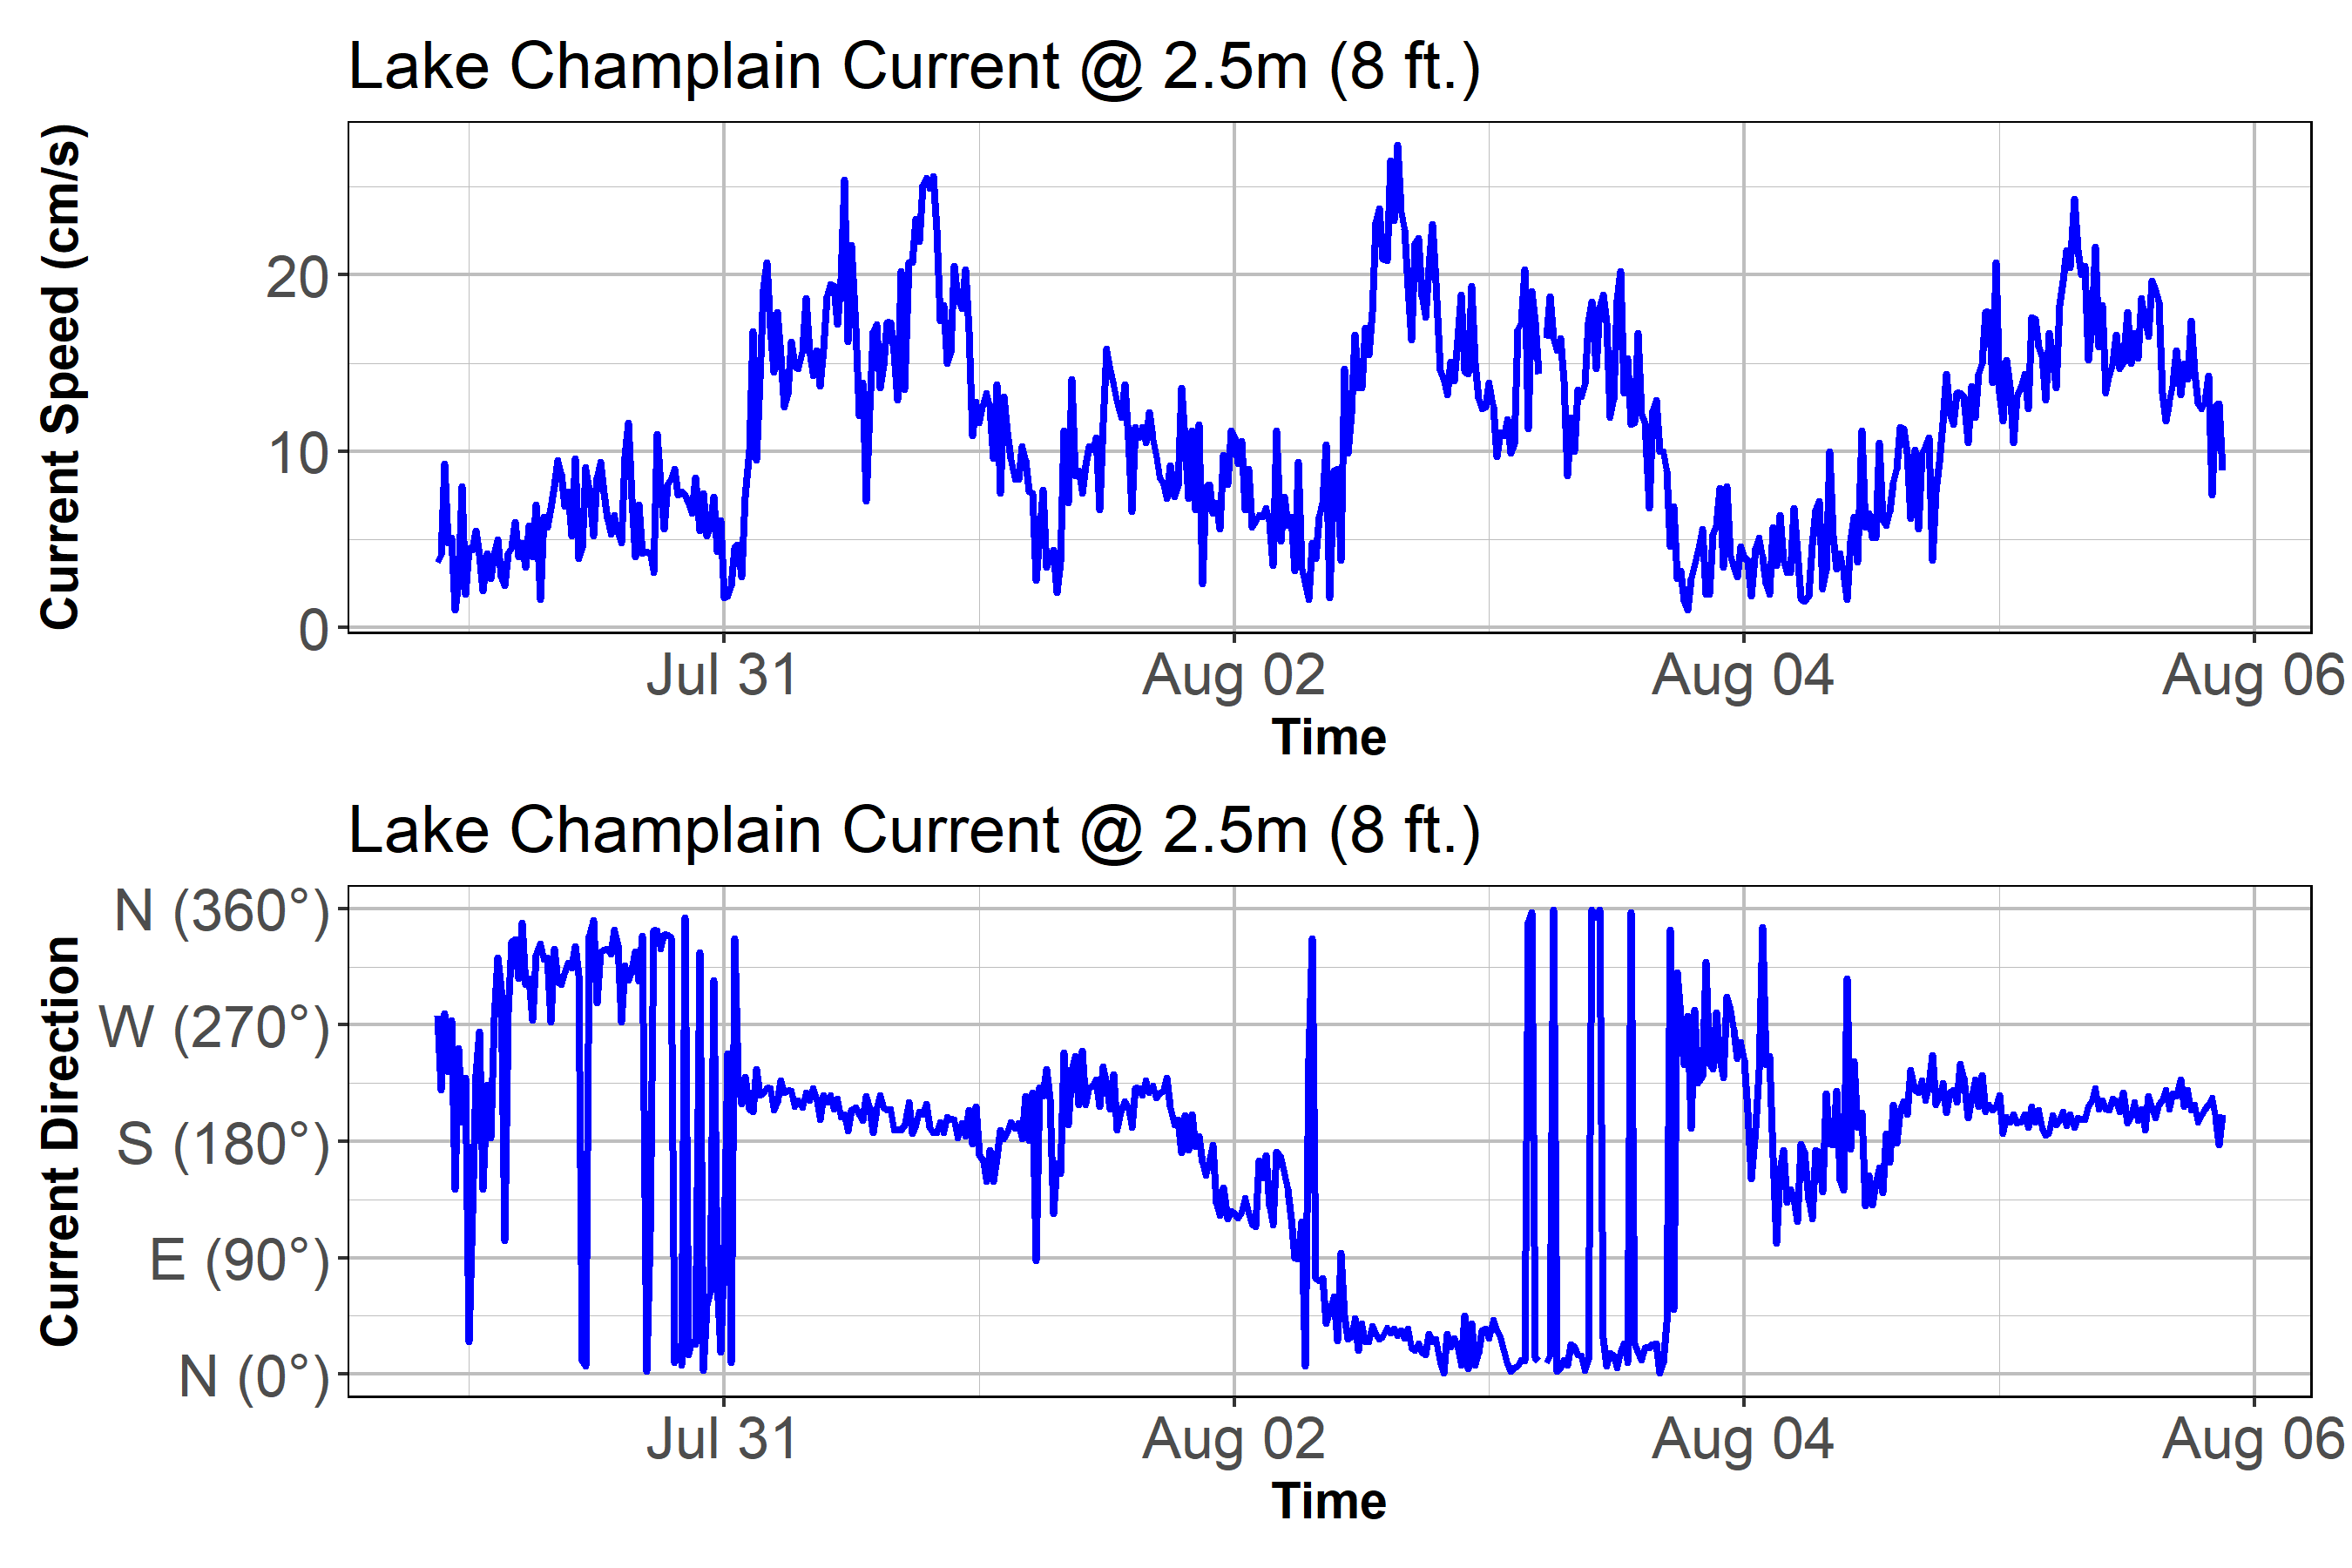 Lake Champlain Current @ 2.5m (8 ft.)
Current Speed (cm/s)
20
10
0
Jul 31 Aug 02 Aug 04 Aug 06
Time
Lake Champlain Current @ 2.5m (8 ft.)
Current Direction
N (360°)
W (270°)
S (180°)
E (90°)
N (0°)
Jul 31 Aug 02 Aug 04 Aug 06
Time